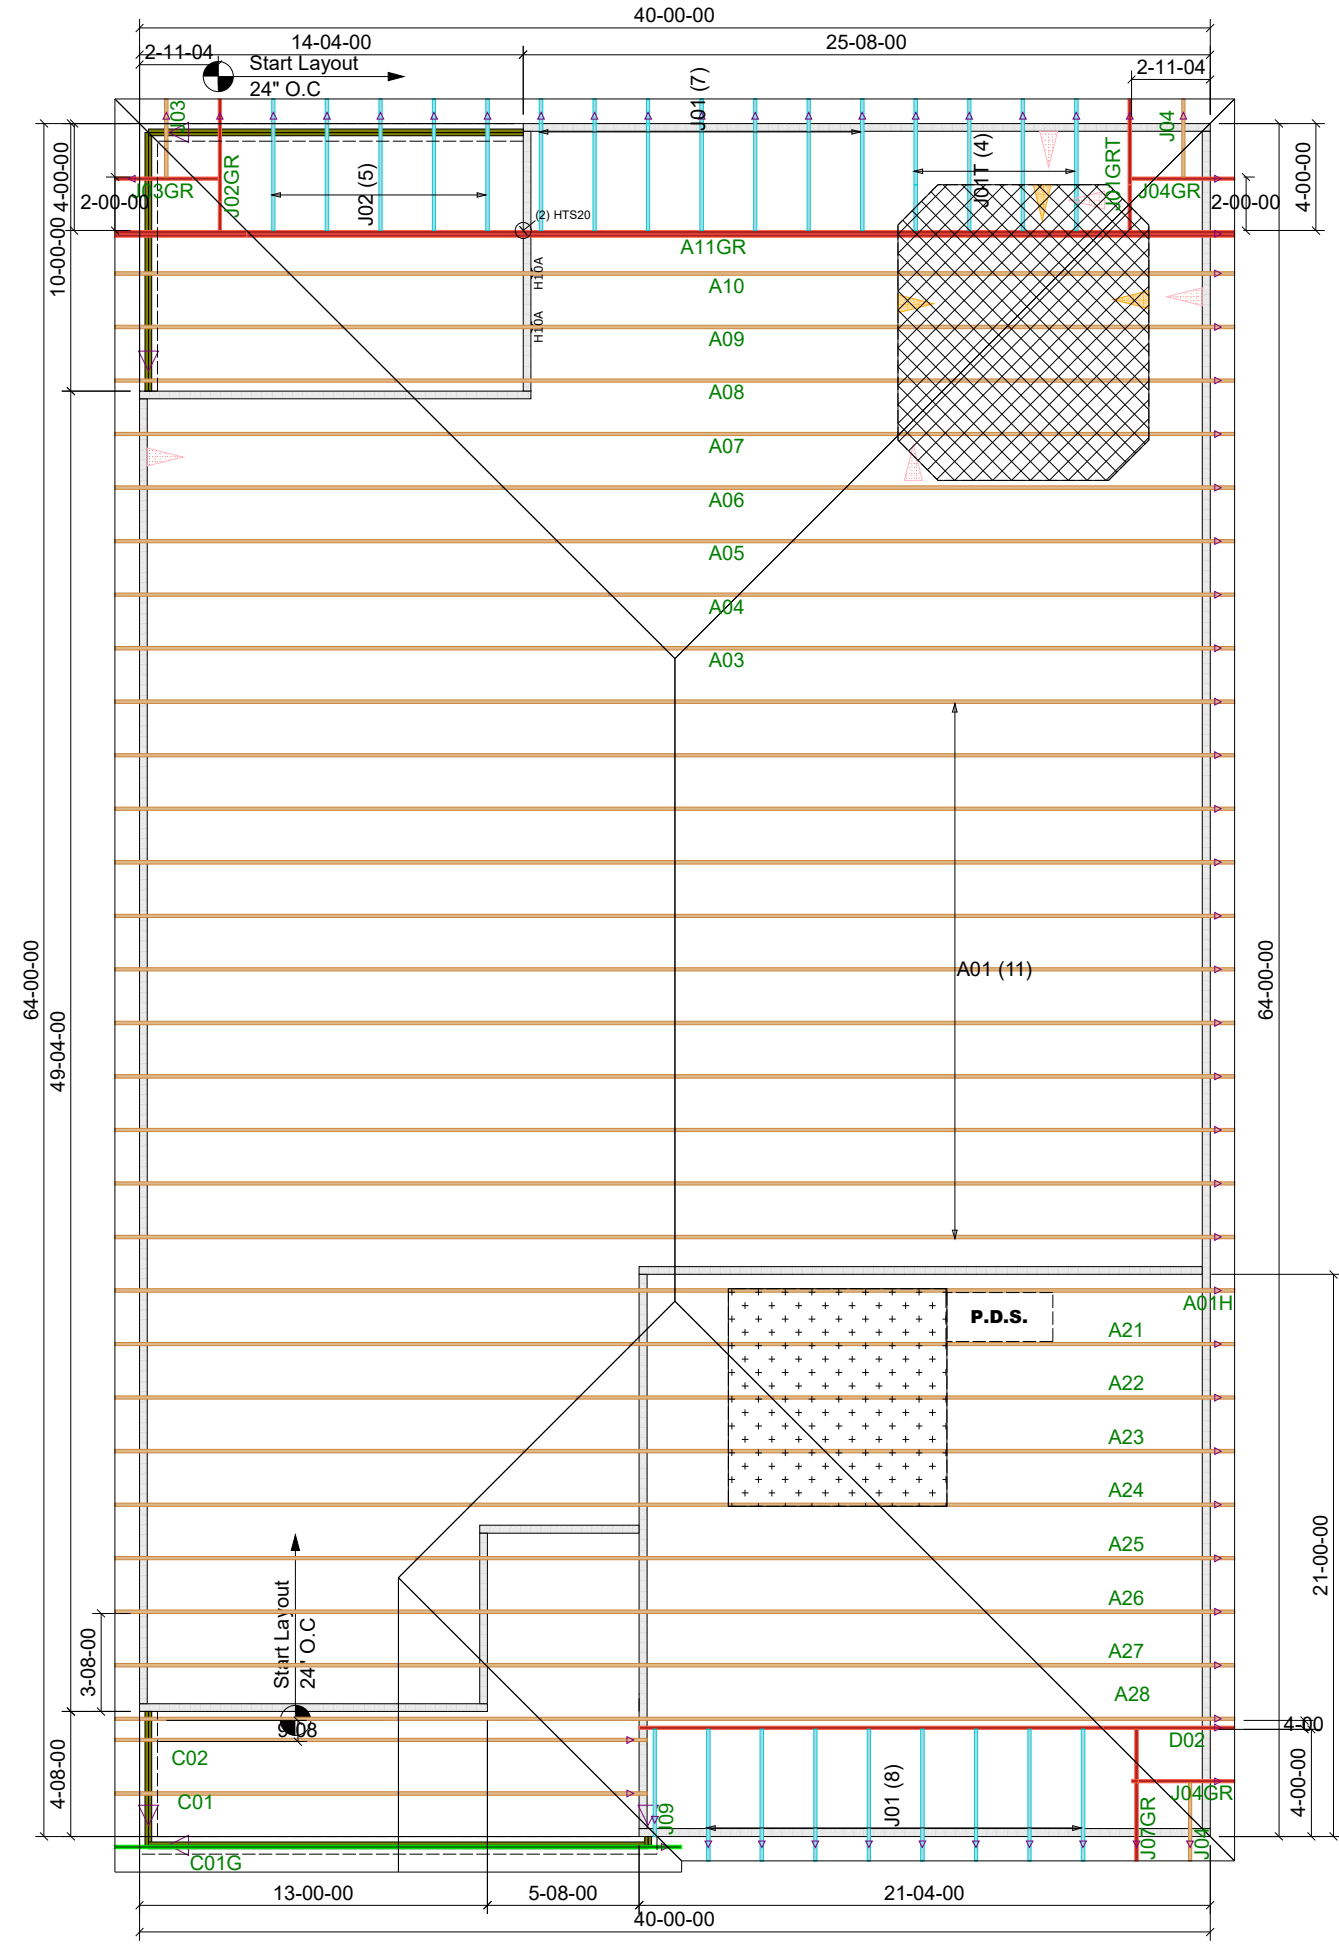 40-00-00
14-04-00
25-08-00
2-11-04
Start Layout
24" O.C
2-11-04
J03
J01 (7)
J04
4-00-00
J03GR
J02GR
J02 (5)
J01T (4)
J01GRT
J04GR
2-00-00
2-00-00
4-00-00
(2) HTS20
10-00-00
A11GR
H10A
A10
H10A
A09
A08
A07
A06
A05
A04
A03
64-00-00
49-04-00
A01 (11)
64-00-00
A01H
P.D.S.
A21
A22
A23
A24
A25
21-00-00
Start Layout
24" O.C
A26
3-08-00
A27
A28
9-08
4-00
D02
C02
4-08-00
C01
J09
J01 (8)
J07GR
J04GR
J04
4-00-00
C01G
13-00-00
5-08-00
21-04-00
40-00-00